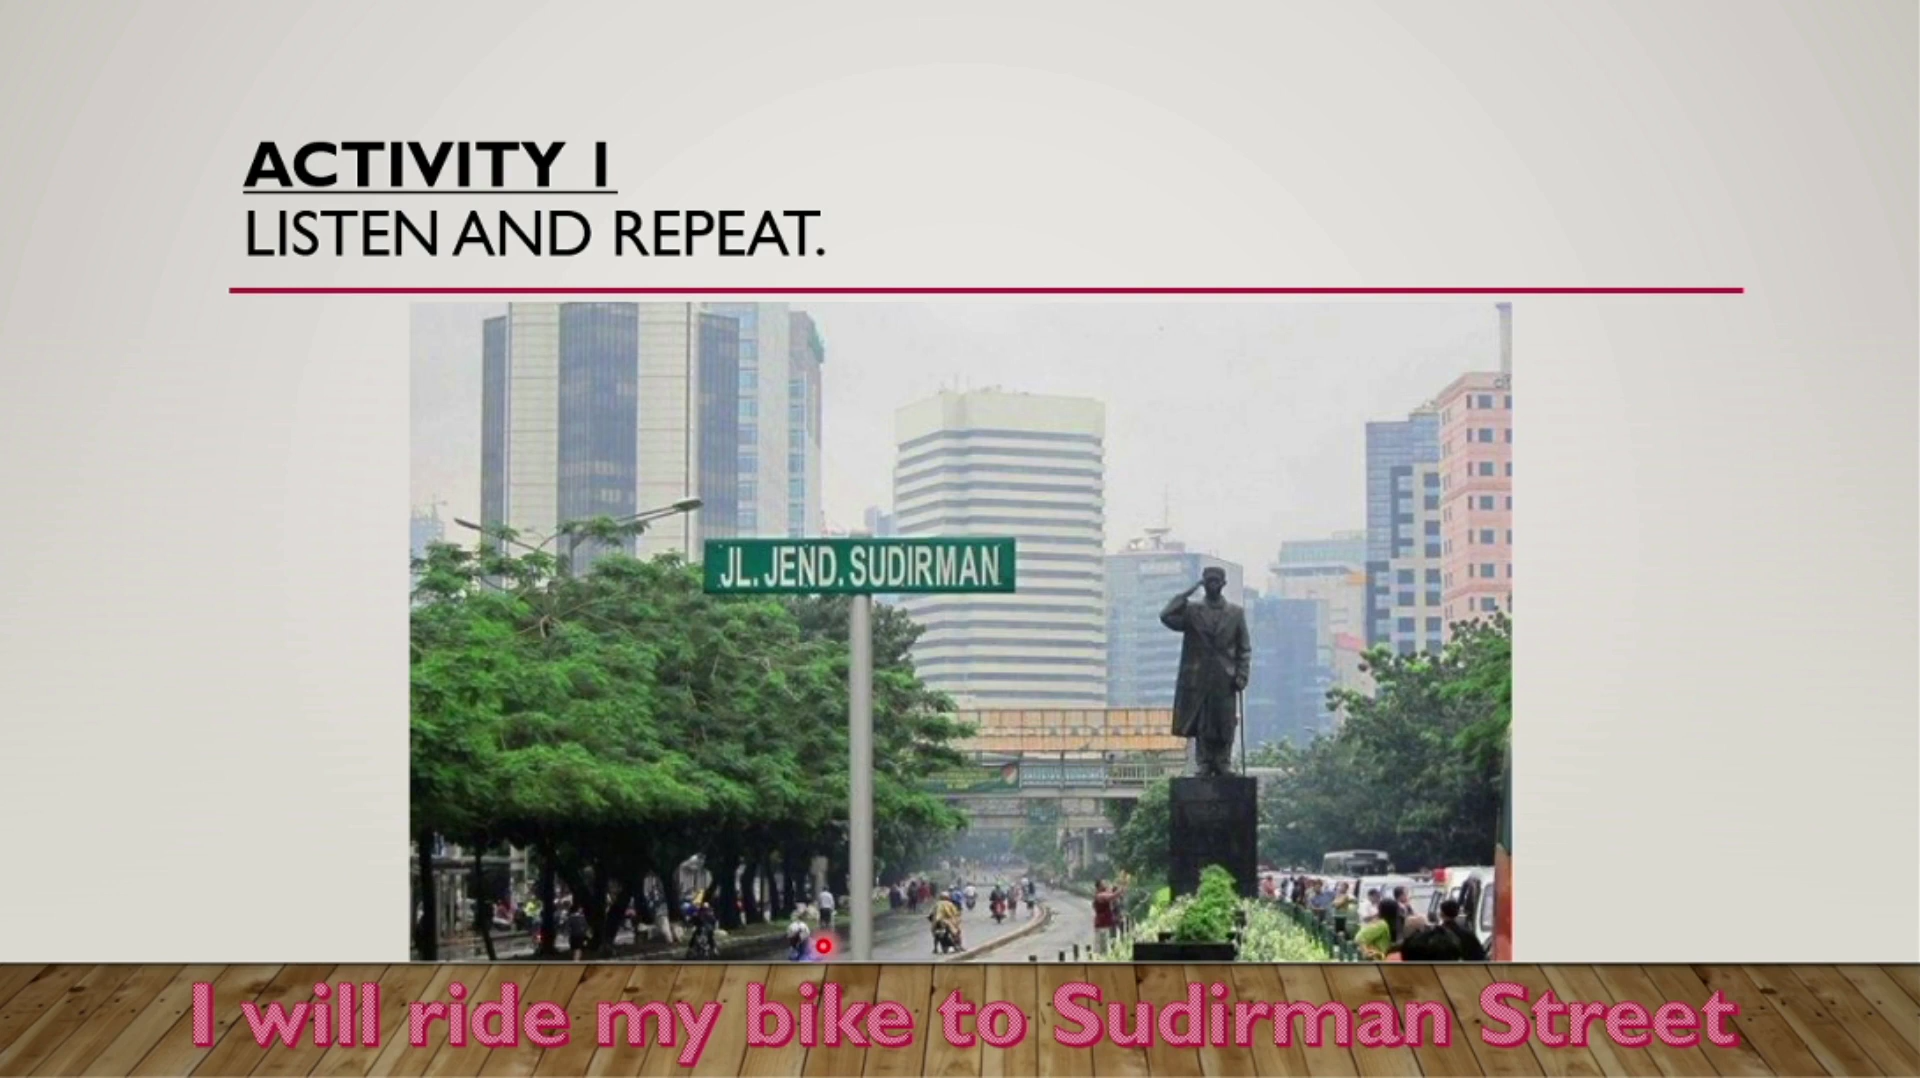 ACTIVITY 1
LISTEN AND REPEAT.
JL. JEND. SUDIRMAN
I will ride my bike to Sudirman Street